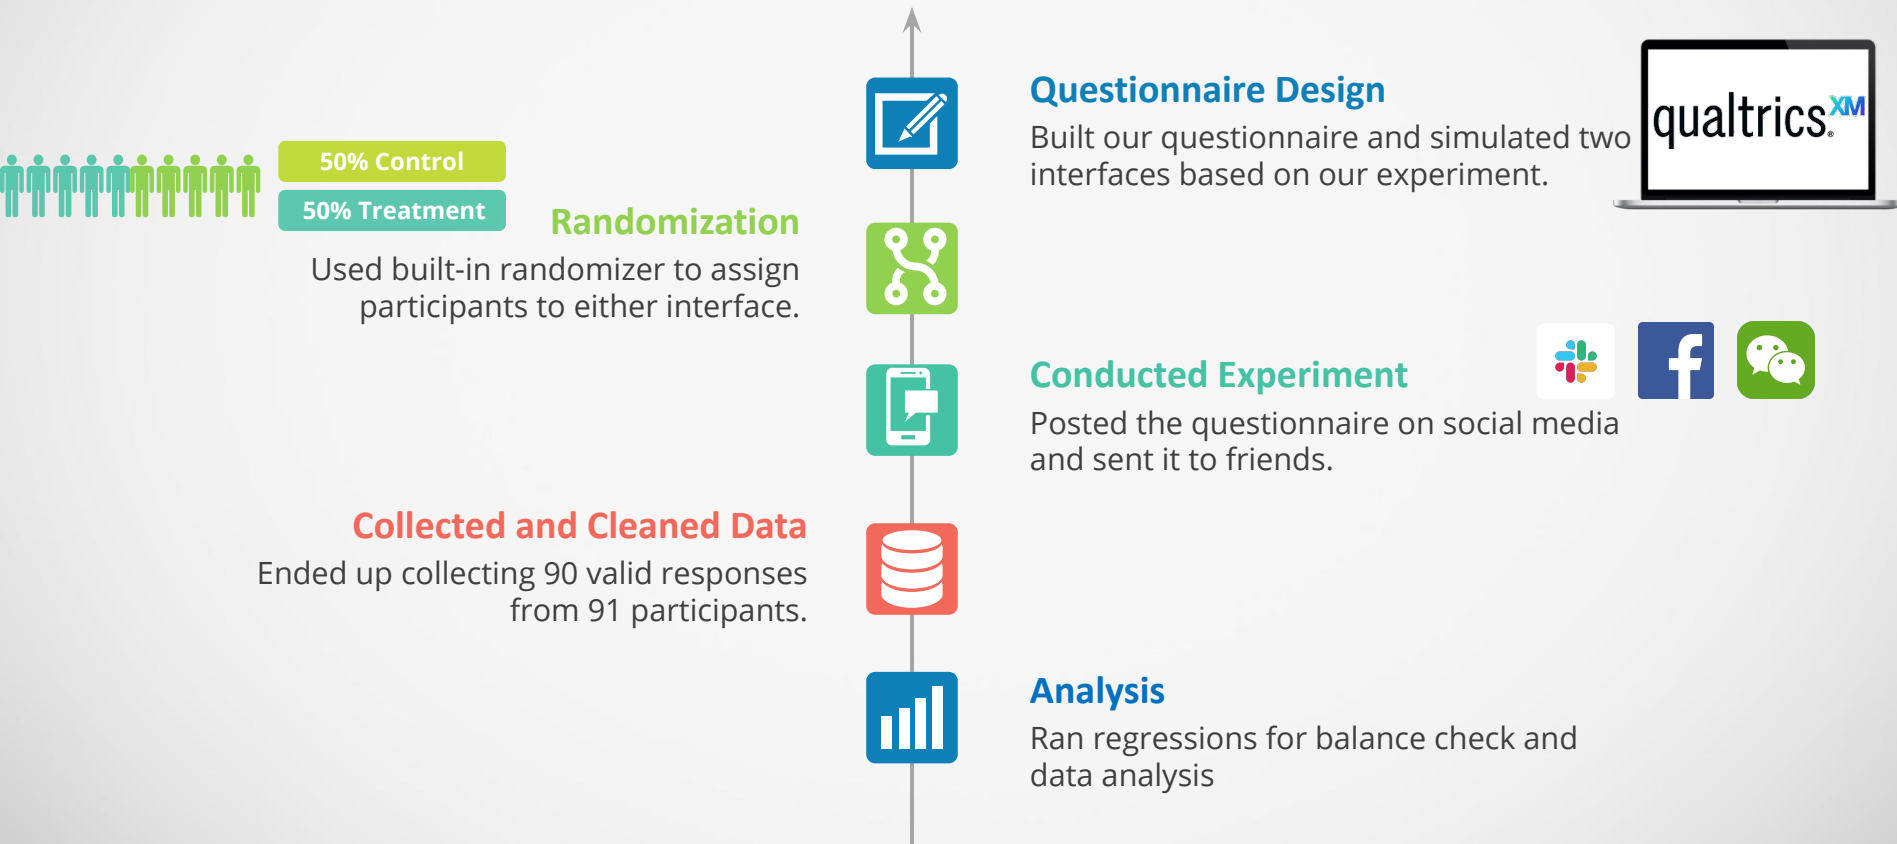 Questionnaire Design
Built our questionnaire and simulated two
interfaces based on our experiment.
qualtrics.XM
50% Control
50% Treatment
Randomization
Used built-in randomizer to assign
participants to either interface.
Conducted Experiment
Posted the questionnaire on social media
and sent it to friends.
Collected and Cleaned Data
Ended up collecting 90 valid responses
from 91 participants.
Analysis
Ran regressions for balance check and
data analysis